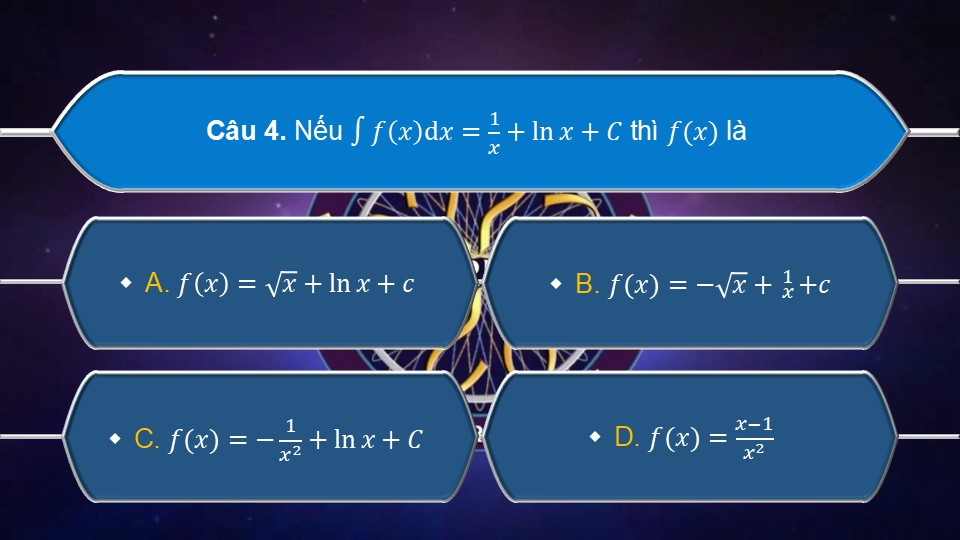 Câu 4. Nếu ∫ f(x)dx = 1/x + ln x + C thì f(x) là
◆ A. f(x) = √x + ln x + c
◆ B. f(x) = −√x + 1/x +c
◆ C. f(x) = − 1/x² + ln x + C
◆ D. f(x) = (x−1)/x²